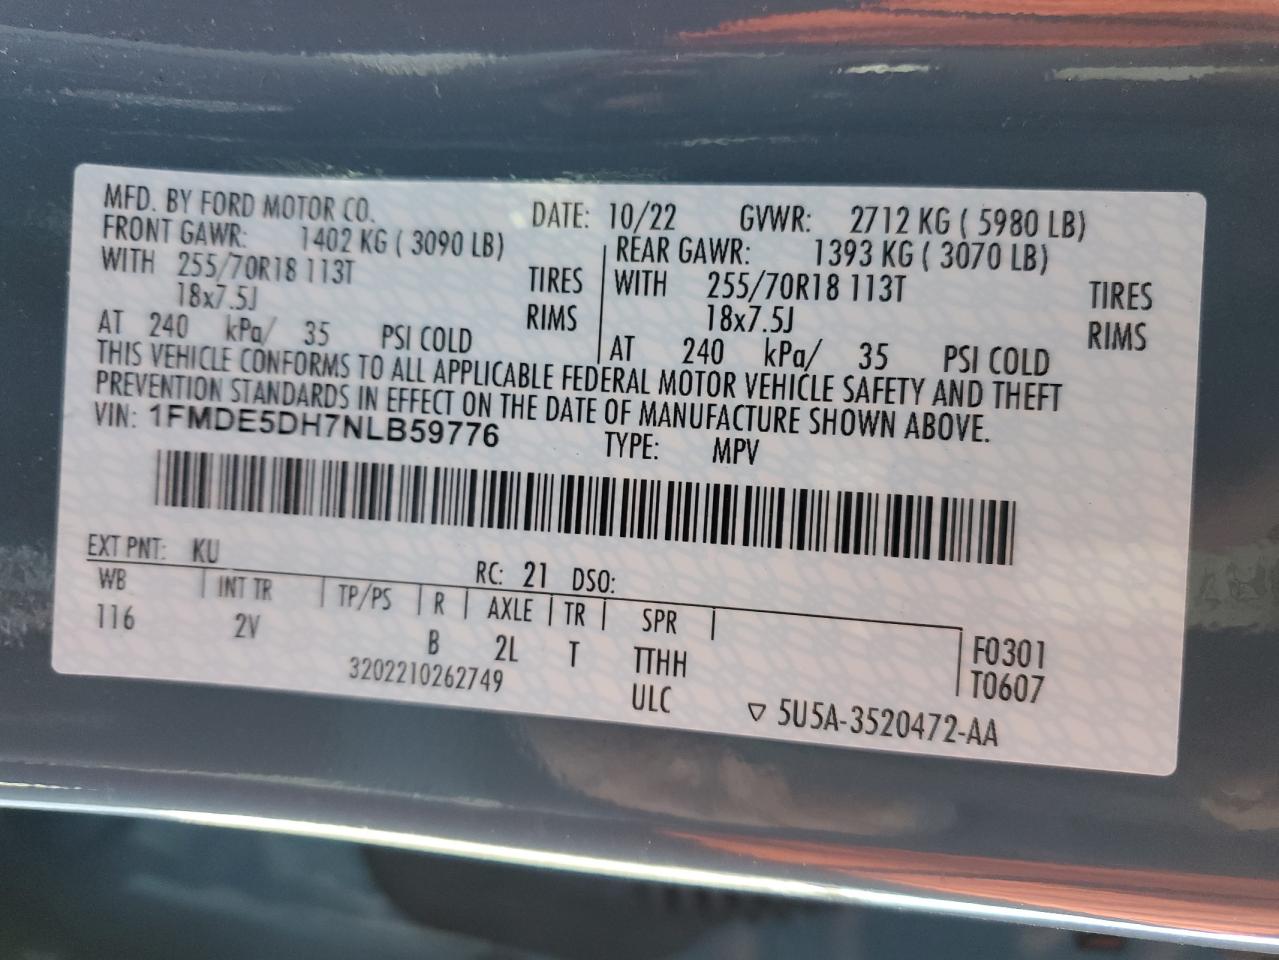 MFD. BY FORD MOTOR CO. DATE: 10/22 GVWR: 2712 KG ( 5980 LB)
FRONT GAWR: 1402 KG ( 3090 LB) REAR GAWR: 1393 KG ( 3070 LB)
WITH 255/70R18 113T TIRES WITH 255/70R18 113T TIRES
18x7.5J RIMS 18x7.5J RIMS
AT 240 kPa/ 35 PSI COLD AT 240 kPa/ 35 PSI COLD
THIS VEHICLE CONFORMS TO ALL APPLICABLE FEDERAL MOTOR VEHICLE SAFETY AND THEFT
PREVENTION STANDARDS IN EFFECT ON THE DATE OF MANUFACTURE SHOWN ABOVE.
VIN: 1FMDE5DH7NLB59776 TYPE: MPV
EXT PNT: KU RC: 21 DSO:
WB INT TR TP/PS R AXLE TR SPR
116 2V B 2L T TTHH F0301
3202210262749 ULC T0607
▽ 5U5A-3520472-AA